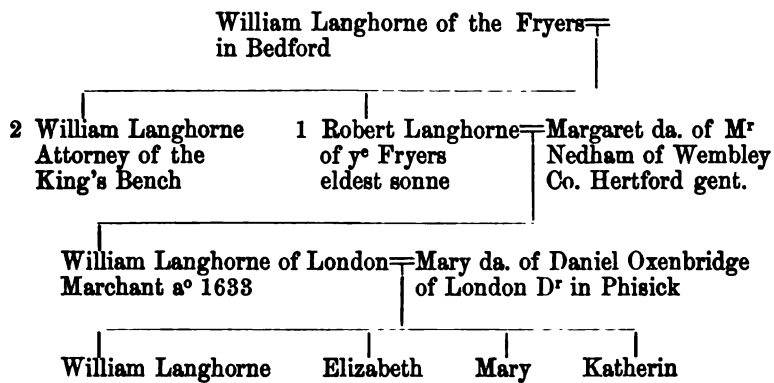 William Langhorne of the Fryers
in Bedford
2 William Langhorne
Attorney of the
King's Bench
1 Robert Langhorne
of yᵉ Fryers
eldest sonne
Margaret da. of Mʳ
Nedham of Wembley
Co. Hertford gent.
William Langhorne of London
Marchant aᵒ 1633
Mary da. of Daniel Oxenbridge
of London Dʳ in Phisick
William Langhorne
Elizabeth
Mary
Katherin